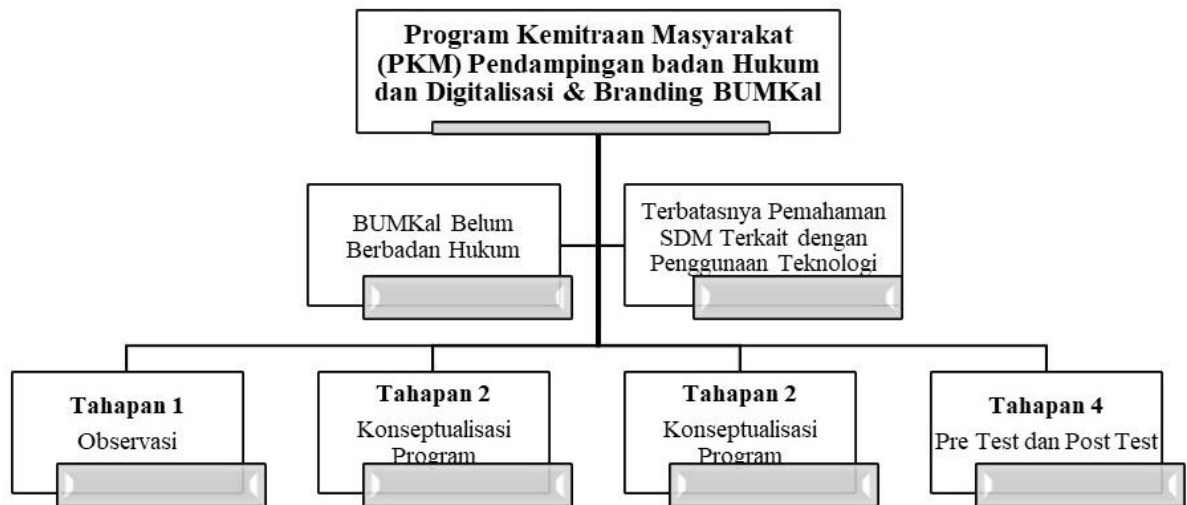 Program Kemitraan Masyarakat
(PKM) Pendampingan badan Hukum
dan Digitalisasi & Branding BUMKal
BUMKal Belum
Berbadan Hukum
Terbatasnya Pemahaman
SDM Terkait dengan
Penggunaan Teknologi
Tahapan 1
Observasi
Tahapan 2
Konseptualisasi
Program
Tahapan 2
Konseptualisasi
Program
Tahapan 4
Pre Test dan Post Test